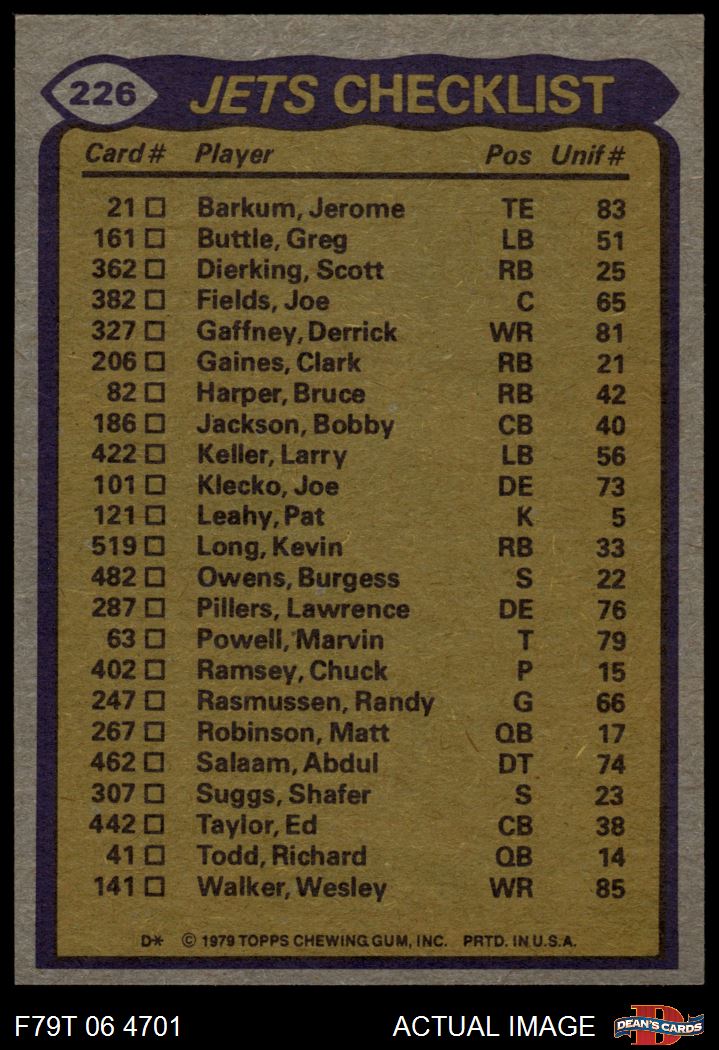 226 JETS CHECKLIST
Card# Player Pos Unif#
21 □ Barkum, Jerome TE 83
161 □ Buttle, Greg LB 51
362 □ Dierking, Scott RB 25
382 □ Fields, Joe C 65
327 □ Gaffney, Derrick WR 81
206 □ Gaines, Clark RB 21
82 □ Harper, Bruce RB 42
186 □ Jackson, Bobby CB 40
422 □ Keller, Larry LB 56
101 □ Klecko, Joe DE 73
121 □ Leahy, Pat K 5
519 □ Long, Kevin RB 33
482 □ Owens, Burgess S 22
287 □ Pillers, Lawrence DE 76
63 □ Powell, Marvin T 79
402 □ Ramsey, Chuck P 15
247 □ Rasmussen, Randy G 66
267 □ Robinson, Matt QB 17
462 □ Salaam, Abdul DT 74
307 □ Suggs, Shafer S 23
442 □ Taylor, Ed CB 38
41 □ Todd, Richard QB 14
141 □ Walker, Wesley WR 85
D* © 1979 TOPPS CHEWING GUM, INC. PRTD. IN U.S.A.
F79T 06 4701 ACTUAL IMAGE DEAN'S CARDS